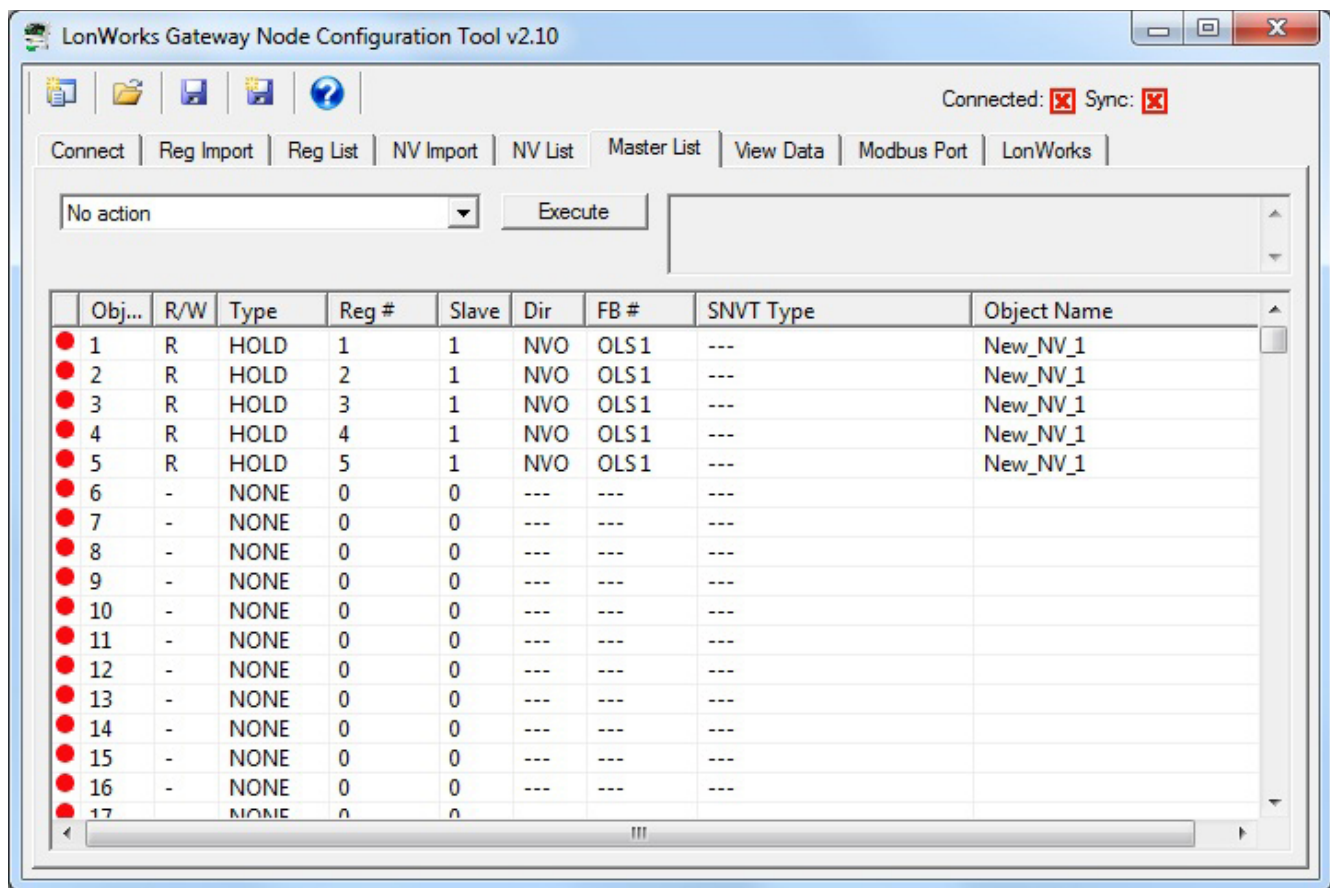 LonWorks Gateway Node Configuration Tool v2.10
Connected: Sync:
Connect Reg Import Reg List NV Import NV List Master List View Data Modbus Port LonWorks
No action Execute
Obj... R/W Type Reg # Slave Dir FB # SNVT Type Object Name
1 R HOLD 1 1 NVO OLS1 --- New_NV_1
2 R HOLD 2 1 NVO OLS1 --- New_NV_1
3 R HOLD 3 1 NVO OLS1 --- New_NV_1
4 R HOLD 4 1 NVO OLS1 --- New_NV_1
5 R HOLD 5 1 NVO OLS1 --- New_NV_1
6 - NONE 0 0 --- --- ---
7 - NONE 0 0 --- --- ---
8 - NONE 0 0 --- --- ---
9 - NONE 0 0 --- --- ---
10 - NONE 0 0 --- --- ---
11 - NONE 0 0 --- --- ---
12 - NONE 0 0 --- --- ---
13 - NONE 0 0 --- --- ---
14 - NONE 0 0 --- --- ---
15 - NONE 0 0 --- --- ---
16 - NONE 0 0 --- --- ---
17 NONE 0 0